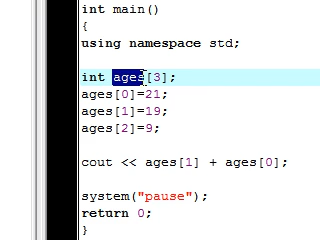 int main()
{
using namespace std;
int ages[3];
ages[0]=21;
ages[1]=19;
ages[2]=9;
cout << ages[1] + ages[0];
system("pause");
return 0;
}